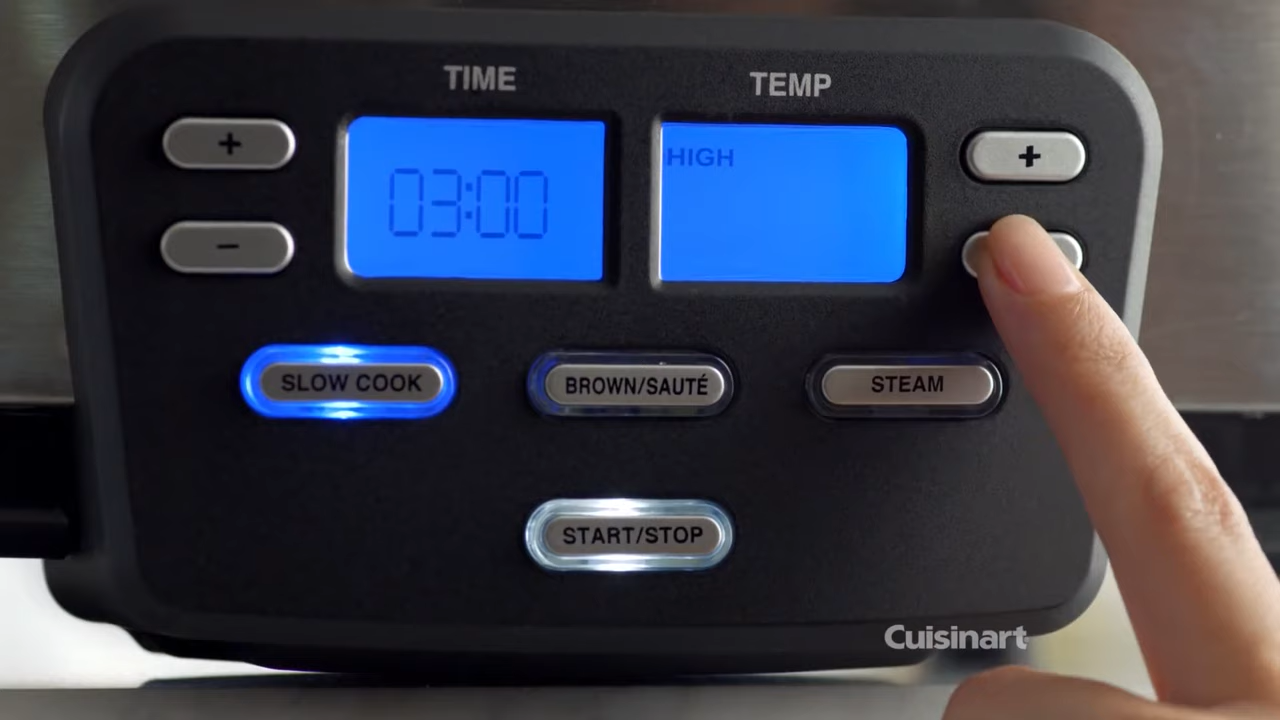 TIME
TEMP
+
+
03:00
HIGH
-
SLOW COOK
BROWN/SAUTÉ
STEAM
START/STOP
Cuisinart